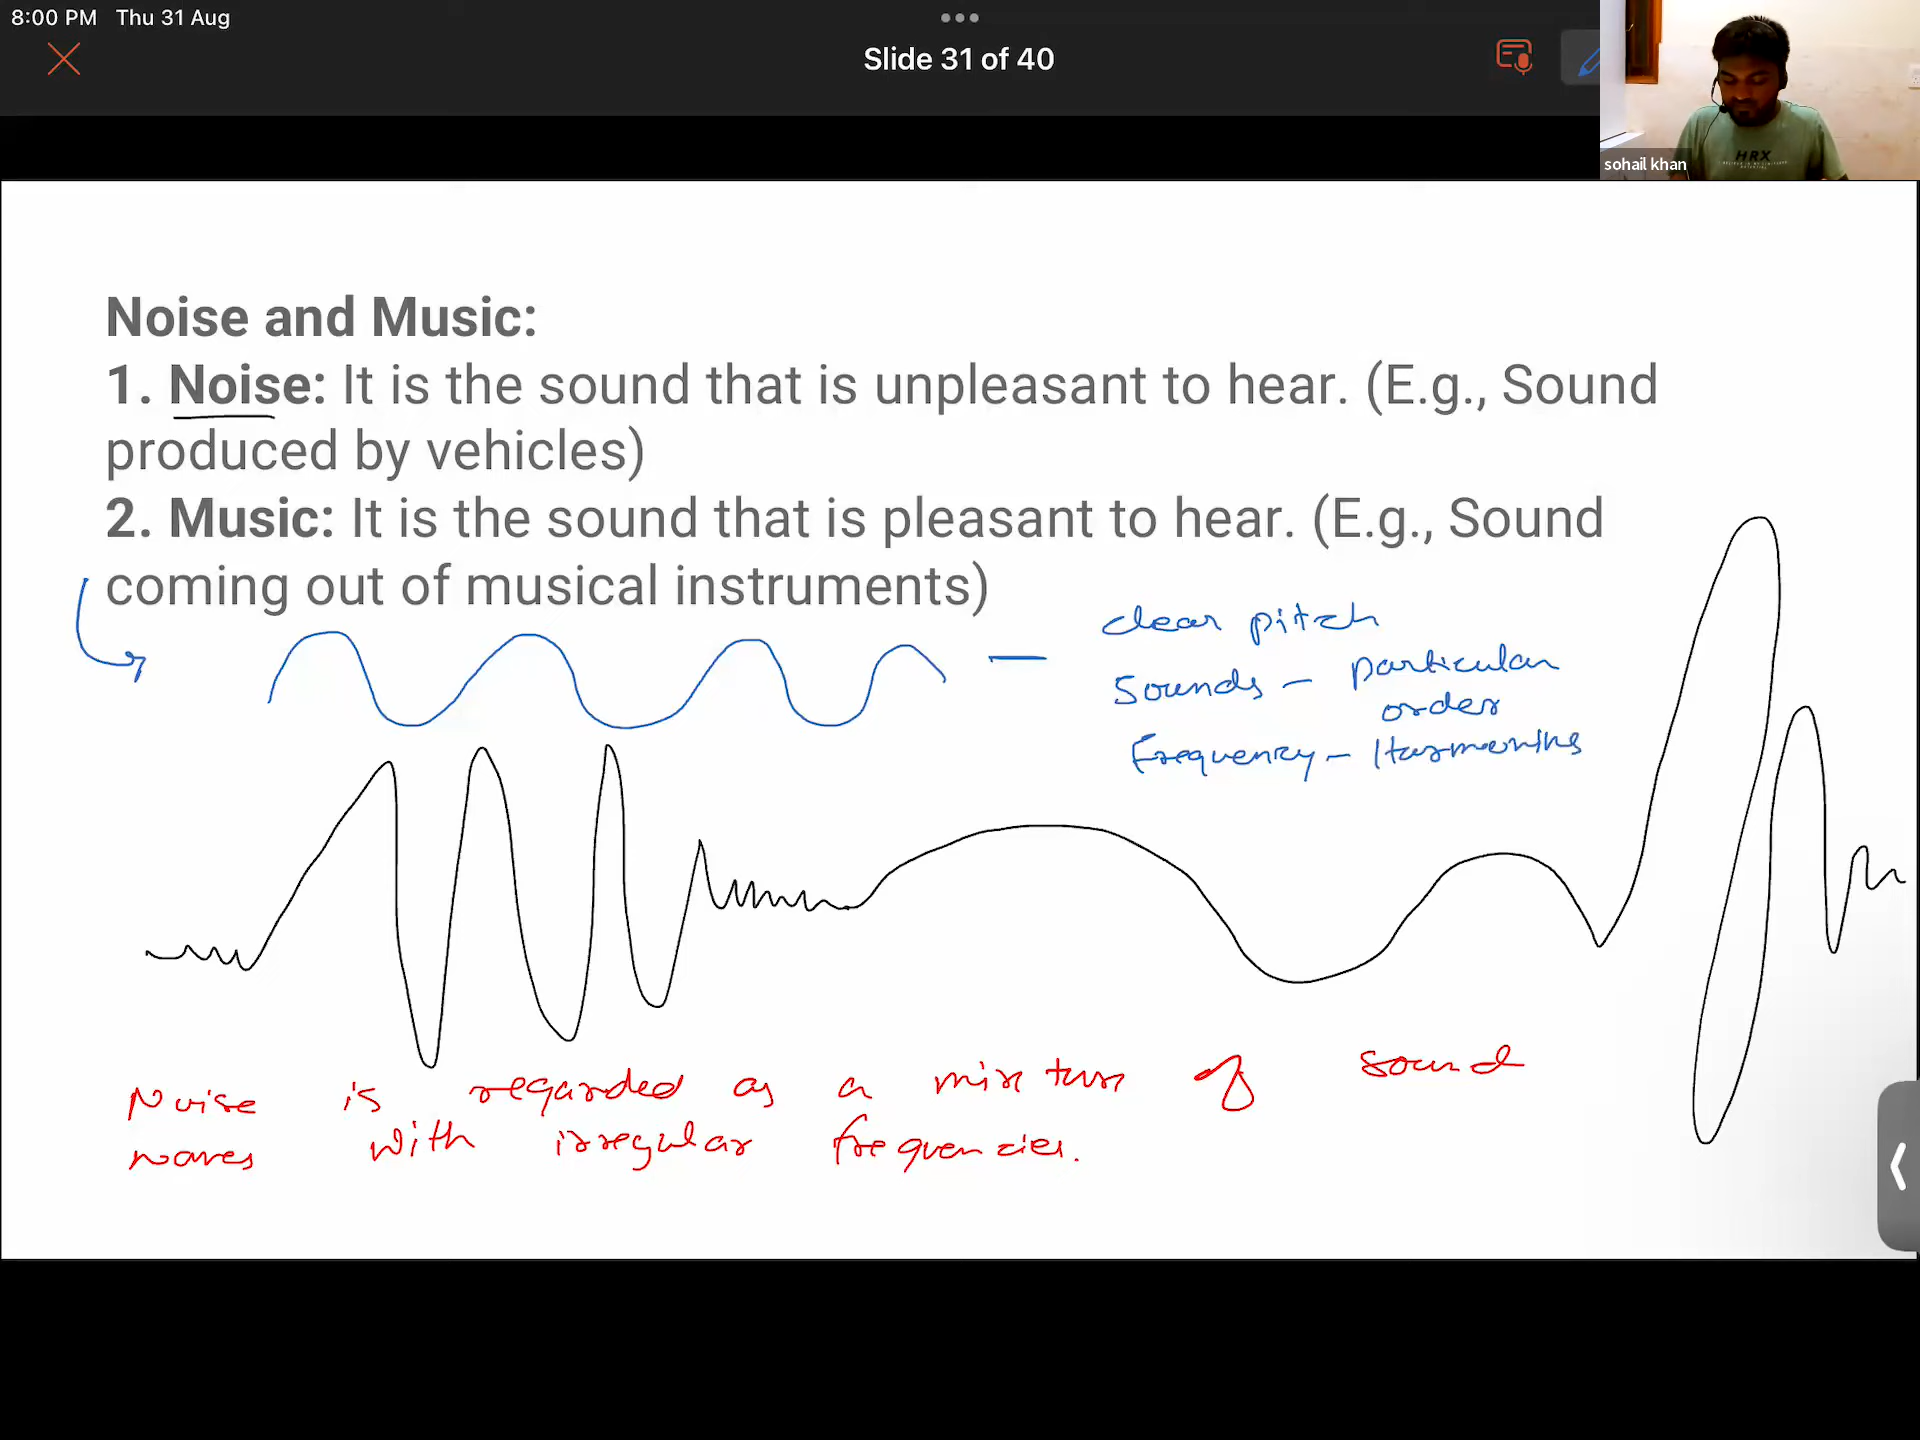 8:00 PM Thu 31 Aug
Slide 31 of 40
HRX
sohail khan
Noise and Music:
1. Noise: It is the sound that is unpleasant to hear. (E.g., Sound
produced by vehicles)
2. Music: It is the sound that is pleasant to hear. (E.g., Sound
coming out of musical instruments)
clear pitch
Sounds - particular
order
Frequency - Harmonins
Noise is regarded as a mixture of sound
waves with irregular frequencies.